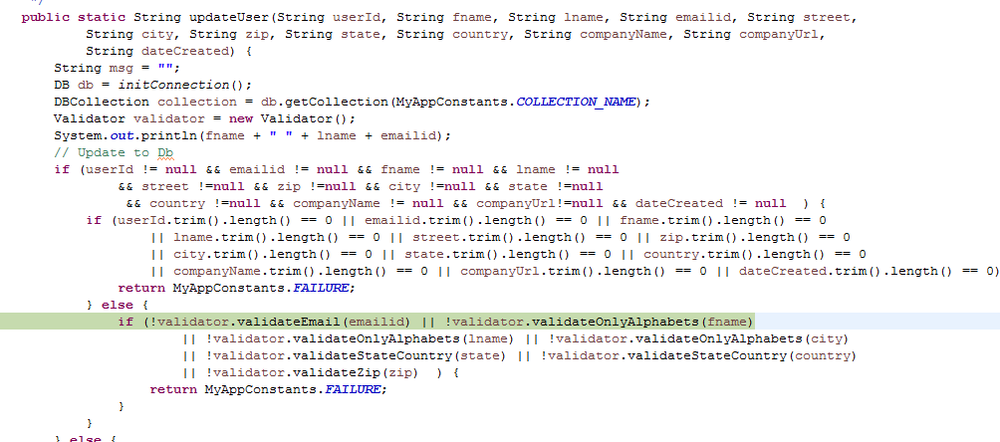 */
public static String updateUser(String userId, String fname, String lname, String emailid, String street,
String city, String zip, String state, String country, String companyName, String companyUrl,
String dateCreated) {
String msg = "";
DB db = initConnection();
DBCollection collection = db.getCollection(MyAppConstants.COLLECTION_NAME);
Validator validator = new Validator();
System.out.println(fname + " " + lname + emailid);
// Update to Db
if (userId != null && emailid != null && fname != null && lname != null
&& street !=null && zip !=null && city !=null && state !=null
&& country !=null && companyName != null && companyUrl!=null && dateCreated != null  ) {
if (userId.trim().length() == 0 || emailid.trim().length() == 0 || fname.trim().length() == 0
|| lname.trim().length() == 0 || street.trim().length() == 0 || zip.trim().length() == 0
|| city.trim().length() == 0 || state.trim().length() == 0 || country.trim().length() == 0
|| companyName.trim().length() == 0 || companyUrl.trim().length() == 0 || dateCreated.trim().length() == 0)
return MyAppConstants.FAILURE;
} else {
if (!validator.validateEmail(emailid) || !validator.validateOnlyAlphabets(fname)
|| !validator.validateOnlyAlphabets(lname) || !validator.validateOnlyAlphabets(city)
|| !validator.validateStateCountry(state) || !validator.validateStateCountry(country)
|| !validator.validateZip(zip)  ) {
return MyAppConstants.FAILURE;
}
}
} else {